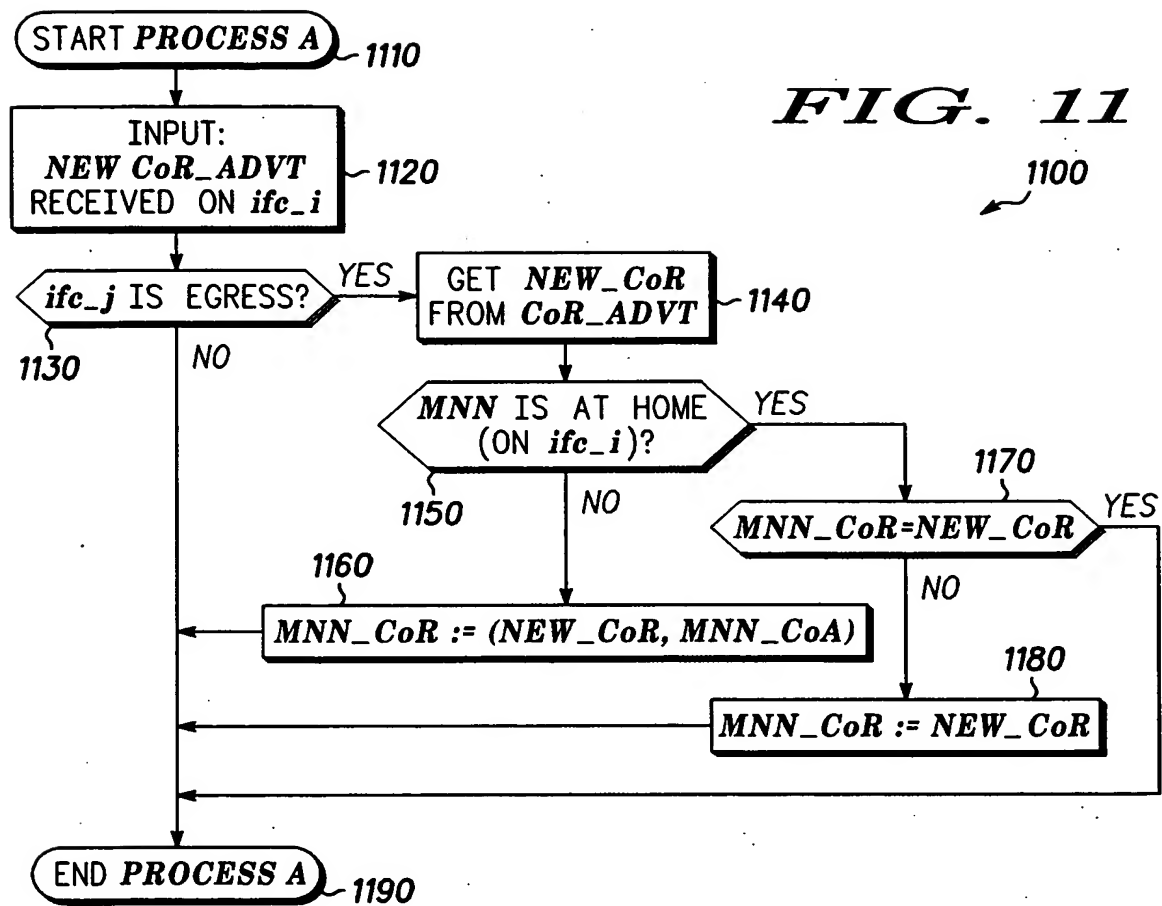 START PROCESS A
1110
FIG. 11
1100
INPUT:
NEW CoR_ADVT
RECEIVED ON ifc_i
1120
ifc_j IS EGRESS?
YES
1130
NO
GET NEW_CoR
FROM CoR_ADVT
1140
MNN IS AT HOME
(ON ifc_i)?
YES
1150
NO
1170
MNN_CoR=NEW_CoR
YES
NO
1160
MNN_CoR := (NEW_CoR, MNN_CoA)
1180
MNN_CoR := NEW_CoR
END PROCESS A
1190